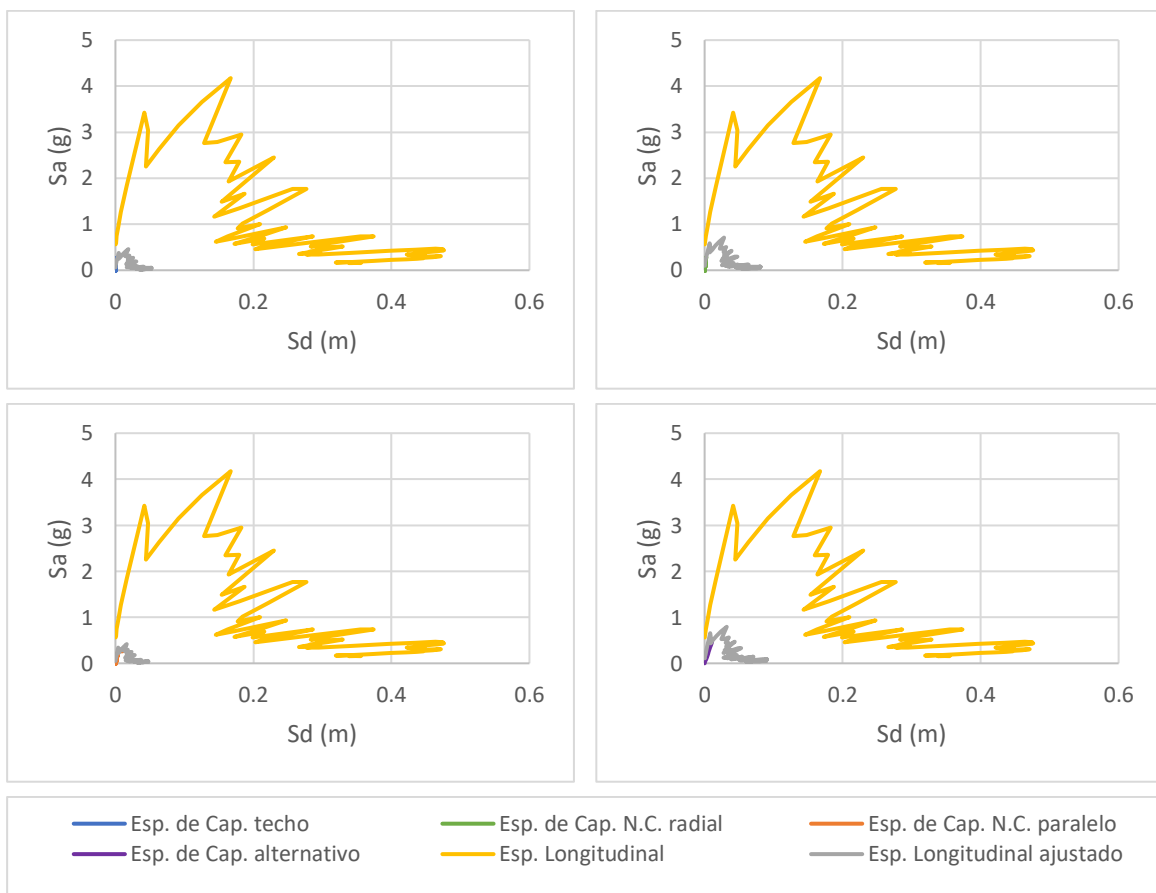 5
4
3
2
1
0
Sa (g)
0 0.2 0.4 0.6
Sd (m)
5
4
3
2
1
0
Sa (g)
0 0.2 0.4 0.6
Sd (m)
5
4
3
2
1
0
Sa (g)
0 0.2 0.4 0.6
Sd (m)
5
4
3
2
1
0
Sa (g)
0 0.2 0.4 0.6
Sd (m)
Esp. de Cap. techo Esp. de Cap. N.C. radial Esp. de Cap. N.C. paralelo
Esp. de Cap. alternativo Esp. Longitudinal Esp. Longitudinal ajustado